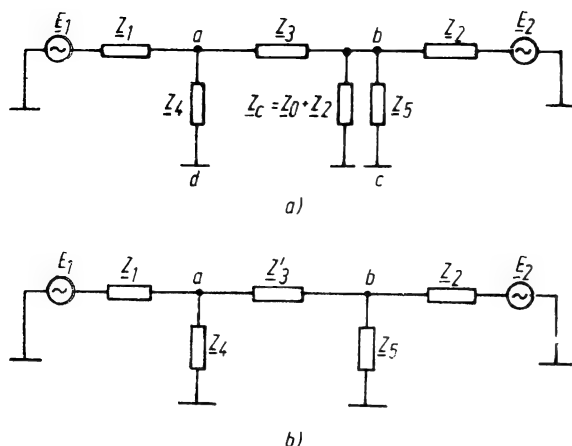 E1 Z1 a Z3 b Z2 E2
Z4 Zc = Z0 + Z2 Z5
d c
a)
E1 Z1 a Z'3 b Z2 E2
Z4 Z5
b)